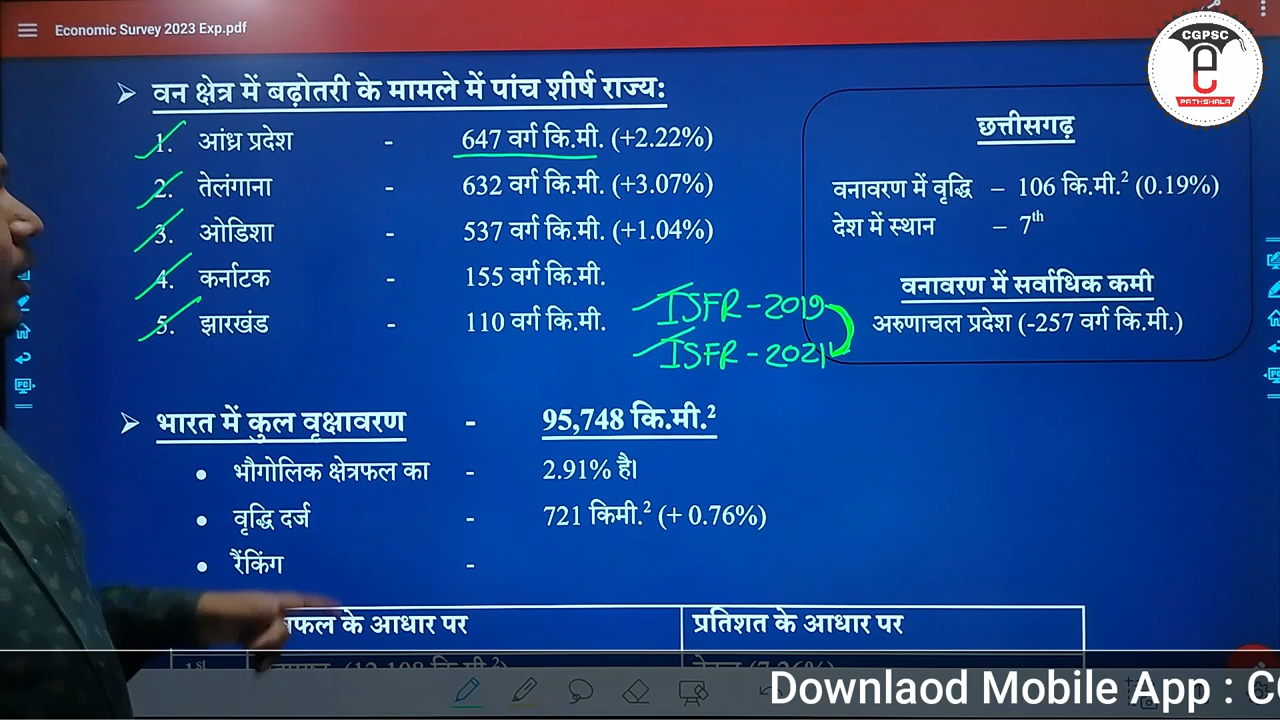 Economic Survey 2023 Exp.pdf
CGPSC
e
PATHSHALA
➢ वन क्षेत्र में बढ़ोतरी के मामले में पांच शीर्ष राज्य:
1. आंध्र प्रदेश - 647 वर्ग कि.मी. (+2.22%)
2. तेलंगाना - 632 वर्ग कि.मी. (+3.07%)
3. ओडिशा - 537 वर्ग कि.मी. (+1.04%)
4. कर्नाटक - 155 वर्ग कि.मी.
5. झारखंड - 110 वर्ग कि.मी.
ISFR - 2019
ISFR - 2021
छत्तीसगढ़
वनावरण में वृद्धि – 106 कि.मी.² (0.19%)
देश में स्थान – 7th
वनावरण में सर्वाधिक कमी
अरुणाचल प्रदेश (-257 वर्ग कि.मी.)
➢ भारत में कुल वृक्षावरण - 95,748 कि.मी.²
• भौगोलिक क्षेत्रफल का - 2.91% है।
• वृद्धि दर्ज - 721 किमी.² (+ 0.76%)
• रैंकिंग -
के आधार पर
प्रतिशत के आधार पर
1st
Downlaod Mobile App :